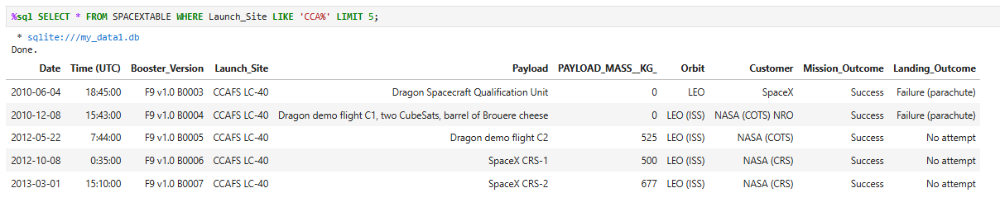 %sql SELECT * FROM SPACEXTABLE WHERE Launch_Site LIKE 'CCA%' LIMIT 5;
* sqlite:///my_data1.db
Done.
Date Time (UTC) Booster_Version Launch_Site Payload PAYLOAD_MASS__KG_ Orbit Customer Mission_Outcome Landing_Outcome
2010-06-04 18:45:00 F9 v1.0 B0003 CCAFS LC-40 Dragon Spacecraft Qualification Unit 0 LEO SpaceX Success Failure (parachute)
2010-12-08 15:43:00 F9 v1.0 B0004 CCAFS LC-40 Dragon demo flight C1, two CubeSats, barrel of Brouere cheese 0 LEO (ISS) NASA (COTS) NRO Success Failure (parachute)
2012-05-22 7:44:00 F9 v1.0 B0005 CCAFS LC-40 Dragon demo flight C2 525 LEO (ISS) NASA (COTS) Success No attempt
2012-10-08 0:35:00 F9 v1.0 B0006 CCAFS LC-40 SpaceX CRS-1 500 LEO (ISS) NASA (CRS) Success No attempt
2013-03-01 15:10:00 F9 v1.0 B0007 CCAFS LC-40 SpaceX CRS-2 677 LEO (ISS) NASA (CRS) Success No attempt